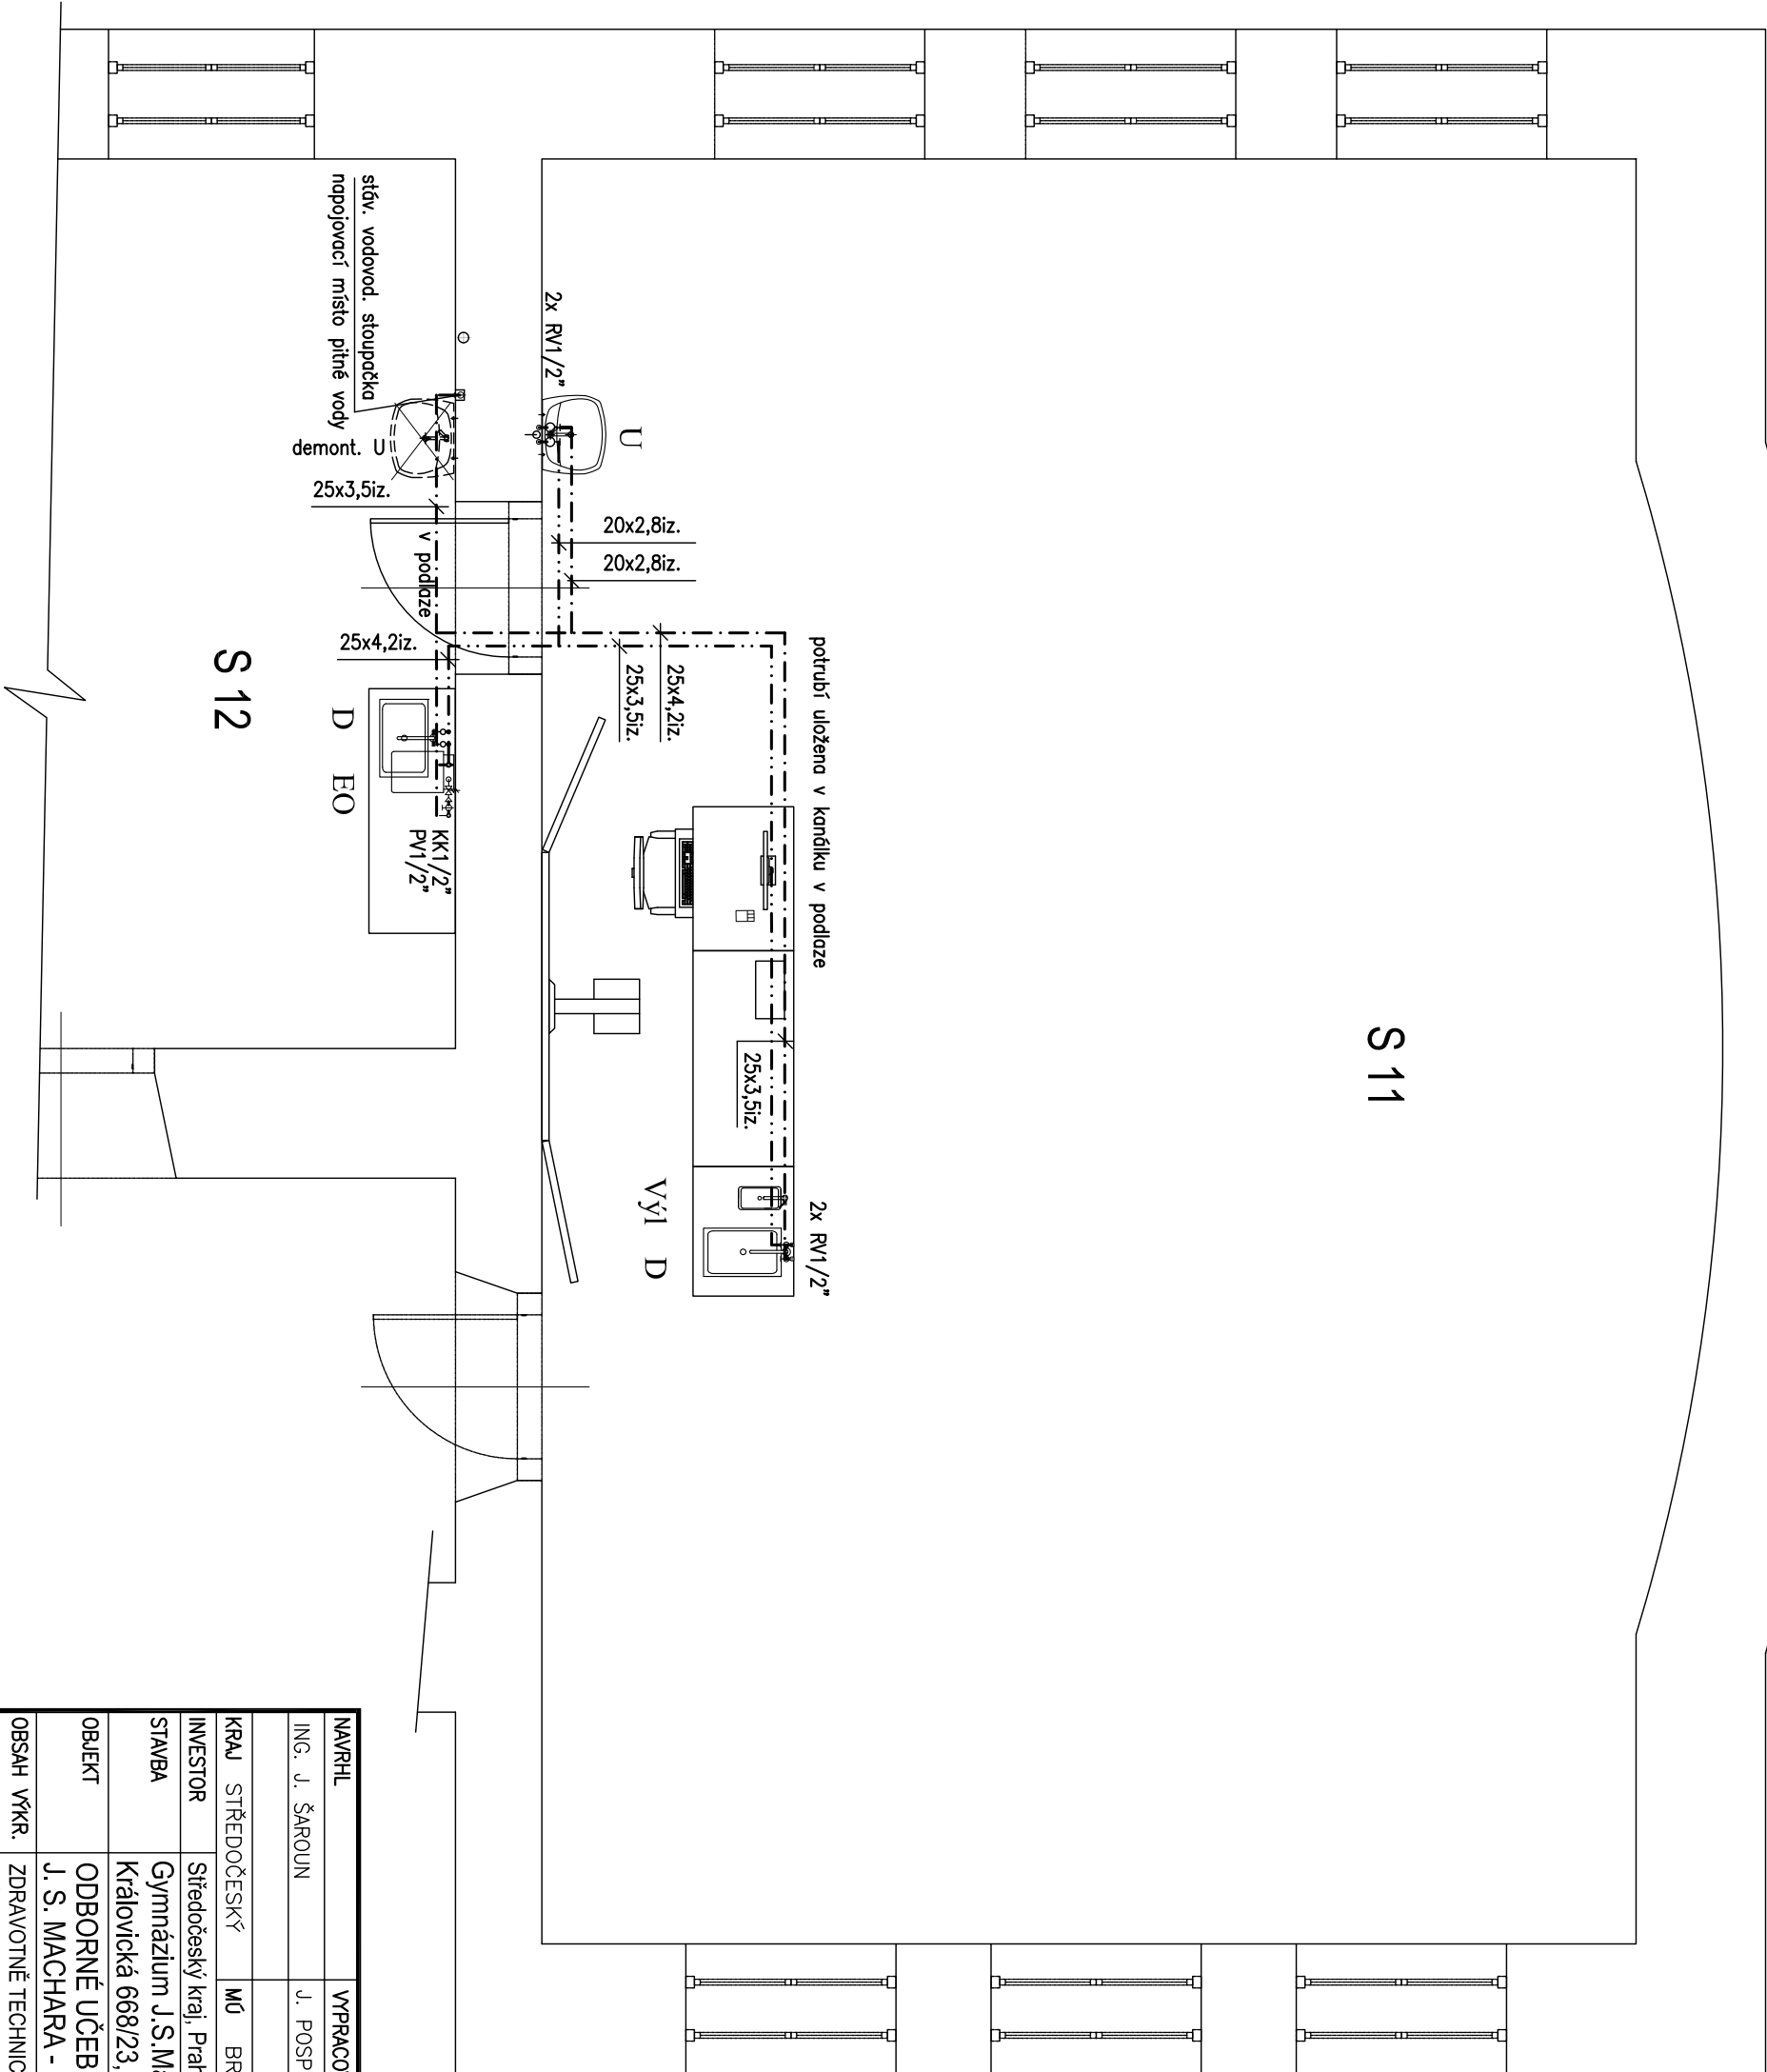 stáv. vodovod. stoupačka
napojovací místo pitné vody
demont. U
25x3,5iz.
v podlaze
25x4,2iz.
2x RV1/2"
U
20x2,8iz.
20x2,8iz.
25x4,2iz.
25x3,5iz.
potrubí uložena v kanálku v podlaze
25x3,5iz.
2x RV1/2"
Výl D
S 11
S 12
D EO
KK1/2"
PV1/2"
NAVRHL
ING. J. ŠAROUN
J. POSP
KRAJ STŘEDOČESKÝ
MÚ BR
INVESTOR Středočeský kraj, Prah
STAVBA Gymnázium J.S.Ma
Královická 668/23,
OBJEKT ODBORNÉ UČEB
J. S. MACHARA -
OBSAH VÝKR. ZDRAVOTNĚ TECHNIC